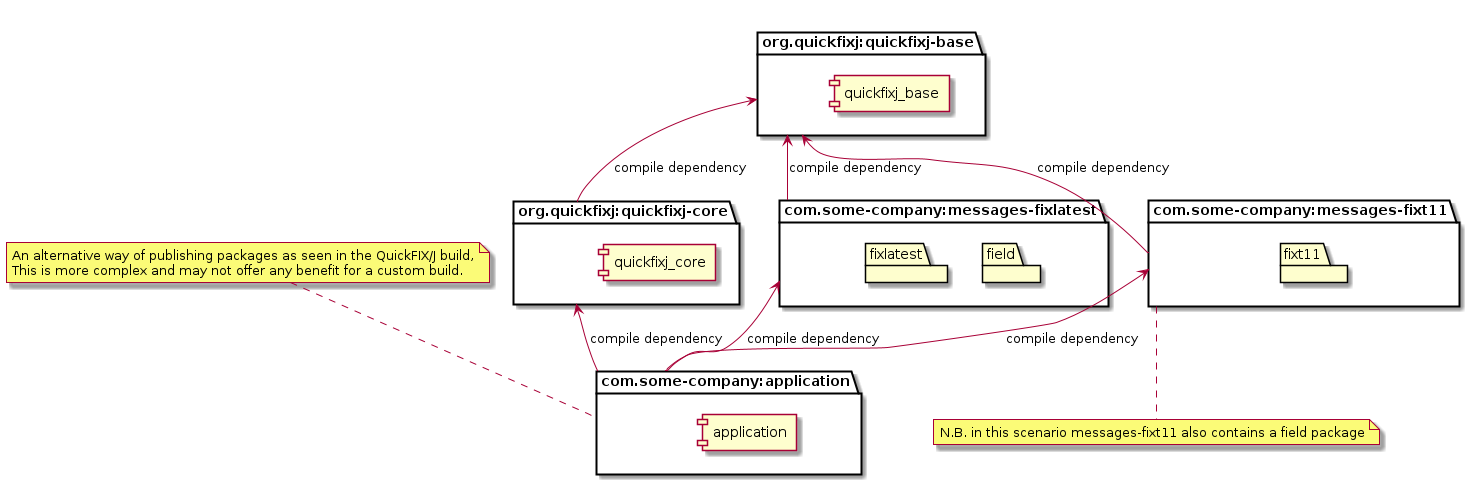 org.quickfixj:quickfixj-base
quickfixj_base
compile dependency
compile dependency
compile dependency
org.quickfixj:quickfixj-core
quickfixj_core
com.some-company:messages-fixlatest
fixlatest
field
com.some-company:messages-fixt11
fixt11
An alternative way of publishing packages as seen in the QuickFIX/J build,
This is more complex and may not offer any benefit for a custom build.
compile dependency
compile dependency
compile dependency
com.some-company:application
application
N.B. in this scenario messages-fixt11 also contains a field package